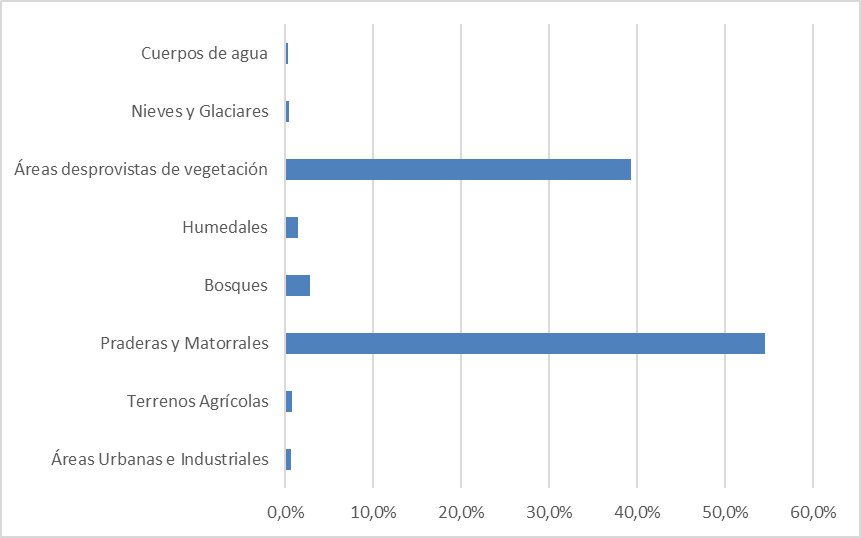 Cuerpos de agua
Nieves y Glaciares
Áreas desprovistas de vegetación
Humedales
Bosques
Praderas y Matorrales
Terrenos Agrícolas
Áreas Urbanas e Industriales
0,0% 10,0% 20,0% 30,0% 40,0% 50,0% 60,0%